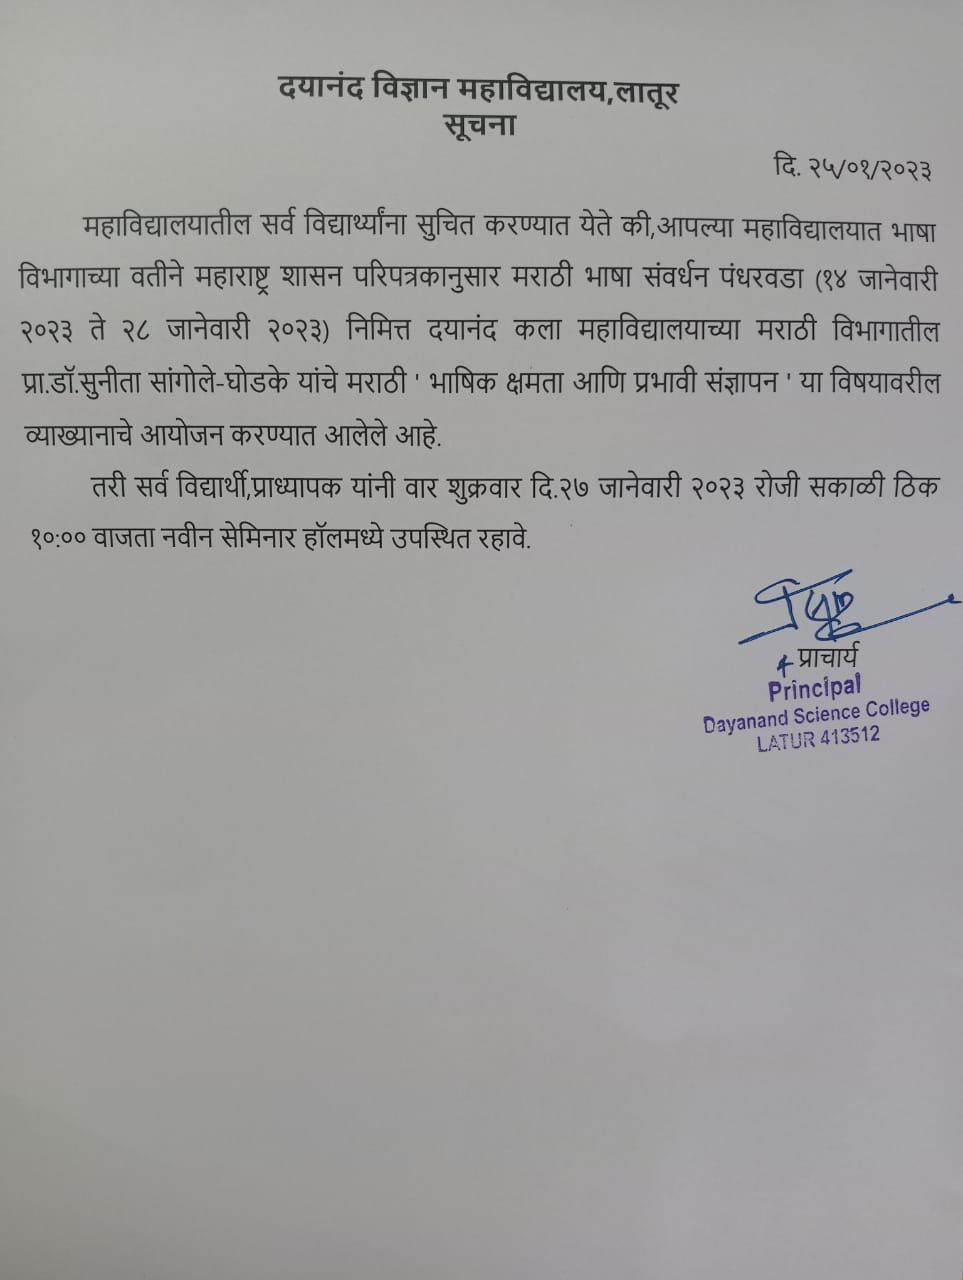 दयानंद विज्ञान महाविद्यालय,लातूर
सूचना
दि. २५/०१/२०२३
महाविद्यालयातील सर्व विद्यार्थ्यांना सुचित करण्यात येते की,आपल्या महाविद्यालयात भाषा
विभागाच्या वतीने महाराष्ट्र शासन परिपत्रकानुसार मराठी भाषा संवर्धन पंधरवडा (१४ जानेवारी
२०२३ ते २८ जानेवारी २०२३) निमित्त दयानंद कला महाविद्यालयाच्या मराठी विभागातील
प्रा.डॉ.सुनीता सांगोले-घोडके यांचे मराठी ' भाषिक क्षमता आणि प्रभावी संज्ञापन ' या विषयावरील
व्याख्यानाचे आयोजन करण्यात आलेले आहे.
तरी सर्व विद्यार्थी,प्राध्यापक यांनी वार शुक्रवार दि.२७ जानेवारी २०२३ रोजी सकाळी ठिक
१०:०० वाजता नवीन सेमिनार हॉलमध्ये उपस्थित रहावे.
प्राचार्य
Principal
Dayanand Science College
LATUR 413512